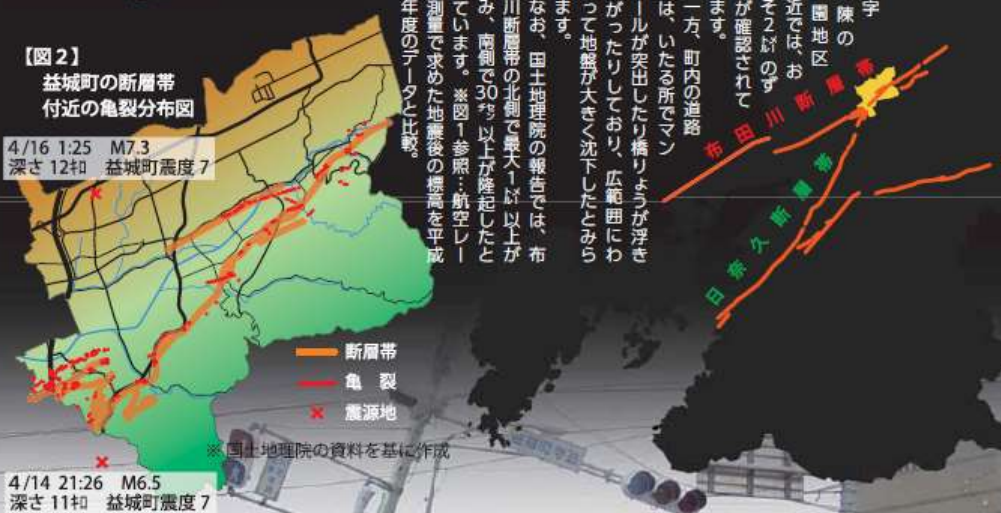 【図２】
益城町の断層帯
付近の亀裂分布図
4/16 1:25 M7.3
深さ 12㌔ 益城町震度 7
断層帯
亀 裂
震源地
※ 国土地理院の資料を基に作成
4/14 21:26 M6.5
深さ 11㌔ 益城町震度 7
字
陳の
園地区
近では、お
そ２㍍のず
が確認されて
ます。
一方、町内の道路
は、いたる所でマン
ールが突出したり橋りょうが浮き
がったりしており、広範囲にわ
って地盤が大きく沈下したとみら
ます。
なお、国土地理院の報告では、布
川断層帯の北側で最大１㍍以上が
み、南側で30㌢以上が隆起したと
ています。※図１参照：航空レー
測量で求めた地震後の標高を平成
年度のデータと比較。
布田川断層帯
日奈久断層帯